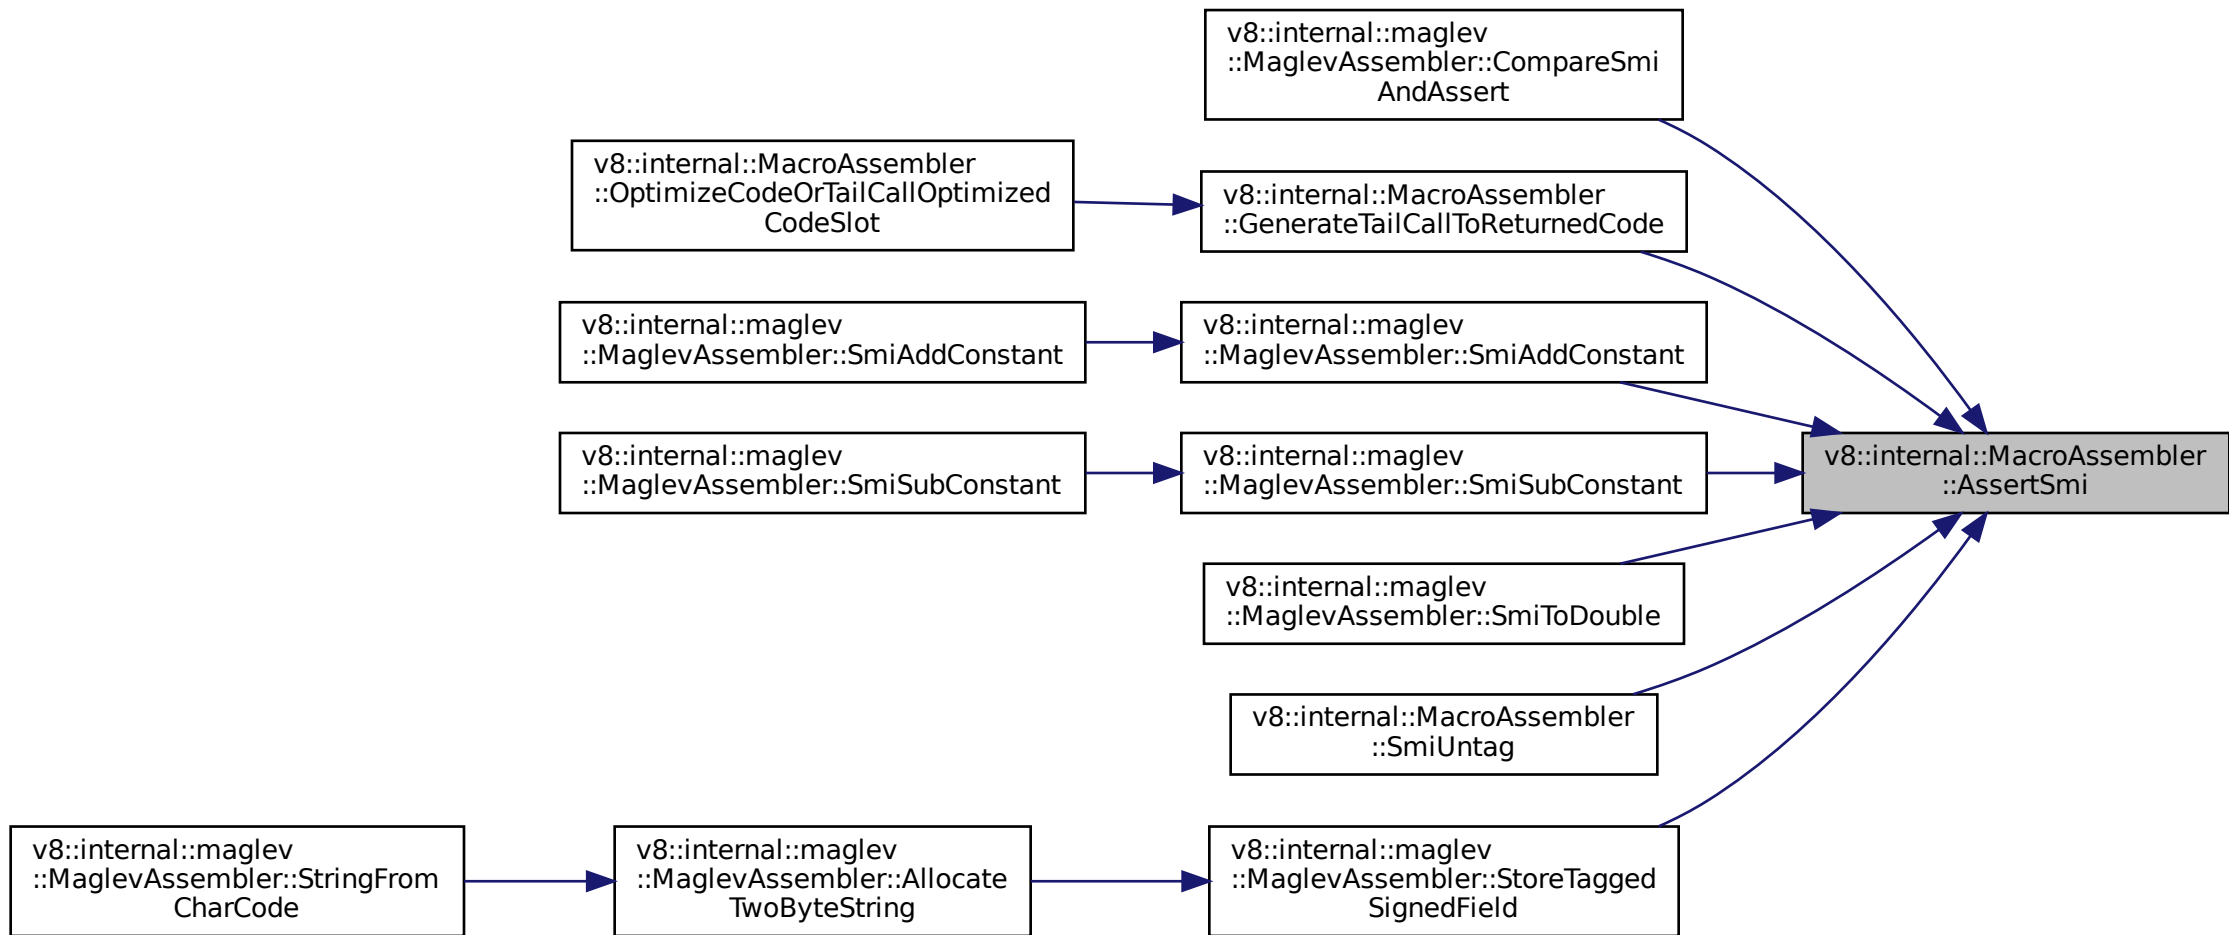 v8::internal::maglev
::MaglevAssembler::CompareSmi
AndAssert
v8::internal::MacroAssembler
::OptimizeCodeOrTailCallOptimized
CodeSlot
v8::internal::MacroAssembler
::GenerateTailCallToReturnedCode
v8::internal::maglev
::MaglevAssembler::SmiAddConstant
v8::internal::maglev
::MaglevAssembler::SmiAddConstant
v8::internal::maglev
::MaglevAssembler::SmiSubConstant
v8::internal::maglev
::MaglevAssembler::SmiSubConstant
v8::internal::MacroAssembler
::AssertSmi
v8::internal::maglev
::MaglevAssembler::SmiToDouble
v8::internal::MacroAssembler
::SmiUntag
v8::internal::maglev
::MaglevAssembler::StringFrom
CharCode
v8::internal::maglev
::MaglevAssembler::Allocate
TwoByteString
v8::internal::maglev
::MaglevAssembler::StoreTagged
SignedField